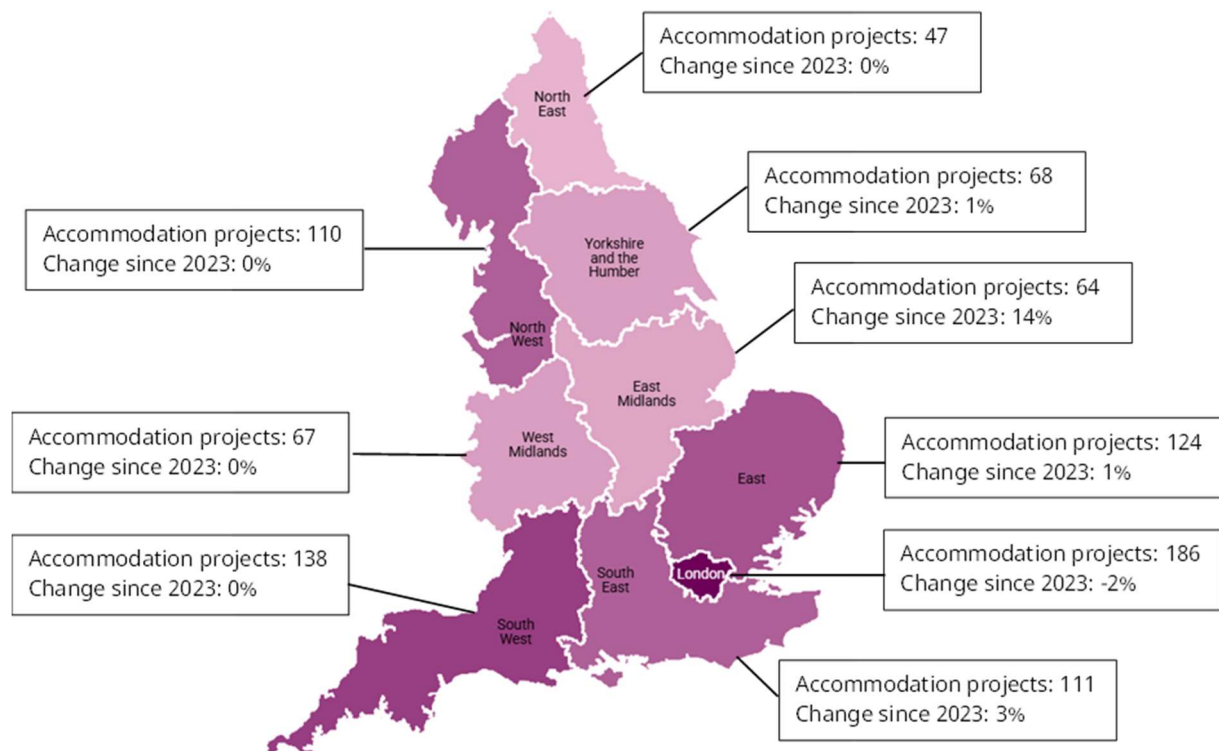 Accommodation projects: 47
Change since 2023: 0%
North
East
Accommodation projects: 68
Change since 2023: 1%
Accommodation projects: 110
Change since 2023: 0%
Yorkshire
and the
Humber
Accommodation projects: 64
Change since 2023: 14%
North
West
East
Midlands
Accommodation projects: 67
Change since 2023: 0%
West
Midlands
Accommodation projects: 124
Change since 2023: 1%
East
Accommodation projects: 138
Change since 2023: 0%
South
East
London
Accommodation projects: 186
Change since 2023: -2%
South
West
Accommodation projects: 111
Change since 2023: 3%